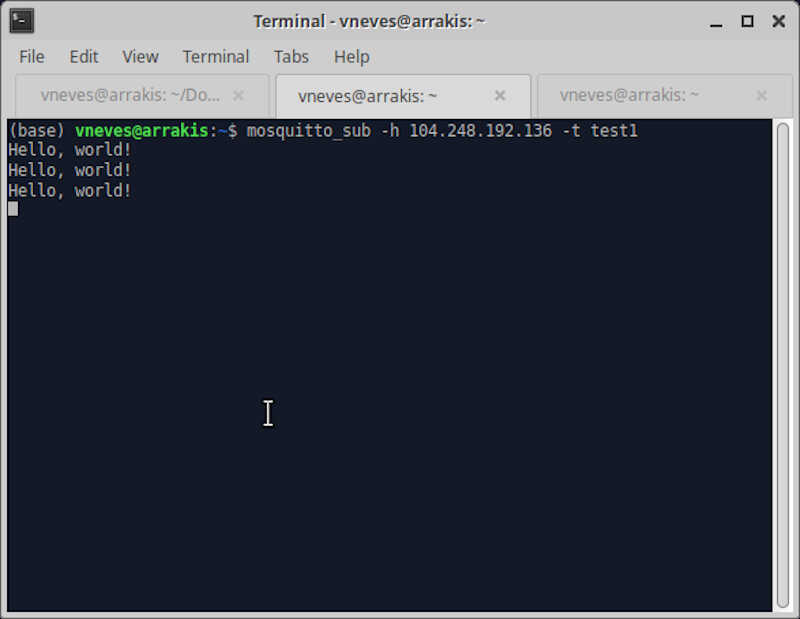 Terminal - vneves@arrakis: ~
File Edit View Terminal Tabs Help
vneves@arrakis: ~/Do... vneves@arrakis: ~ vneves@arrakis: ~
(base) vneves@arrakis:~$ mosquitto_sub -h 104.248.192.136 -t test1
Hello, world!
Hello, world!
Hello, world!